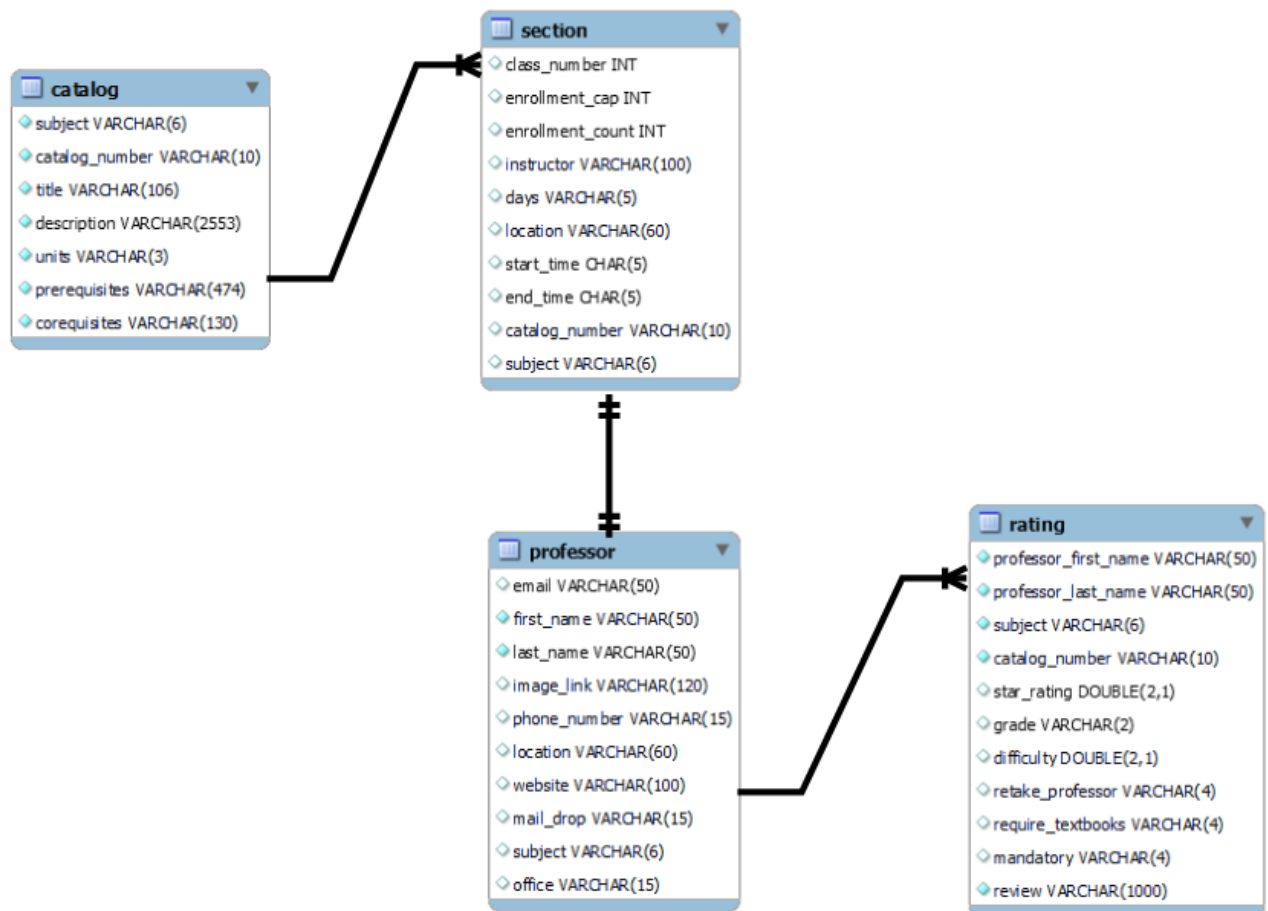 catalog
subject VARCHAR(6)
catalog_number VARCHAR(10)
title VARCHAR(106)
description VARCHAR(2553)
units VARCHAR(3)
prerequisites VARCHAR(474)
corequisites VARCHAR(130)
section
class_number INT
enrollment_cap INT
enrollment_count INT
instructor VARCHAR(100)
days VARCHAR(5)
location VARCHAR(60)
start_time CHAR(5)
end_time CHAR(5)
catalog_number VARCHAR(10)
subject VARCHAR(6)
professor
email VARCHAR(50)
first_name VARCHAR(50)
last_name VARCHAR(50)
image_link VARCHAR(120)
phone_number VARCHAR(15)
location VARCHAR(60)
website VARCHAR(100)
mail_drop VARCHAR(15)
subject VARCHAR(6)
office VARCHAR(15)
rating
professor_first_name VARCHAR(50)
professor_last_name VARCHAR(50)
subject VARCHAR(6)
catalog_number VARCHAR(10)
star_rating DOUBLE(2,1)
grade VARCHAR(2)
difficulty DOUBLE(2,1)
retake_professor VARCHAR(4)
require_textbooks VARCHAR(4)
mandatory VARCHAR(4)
review VARCHAR(1000)